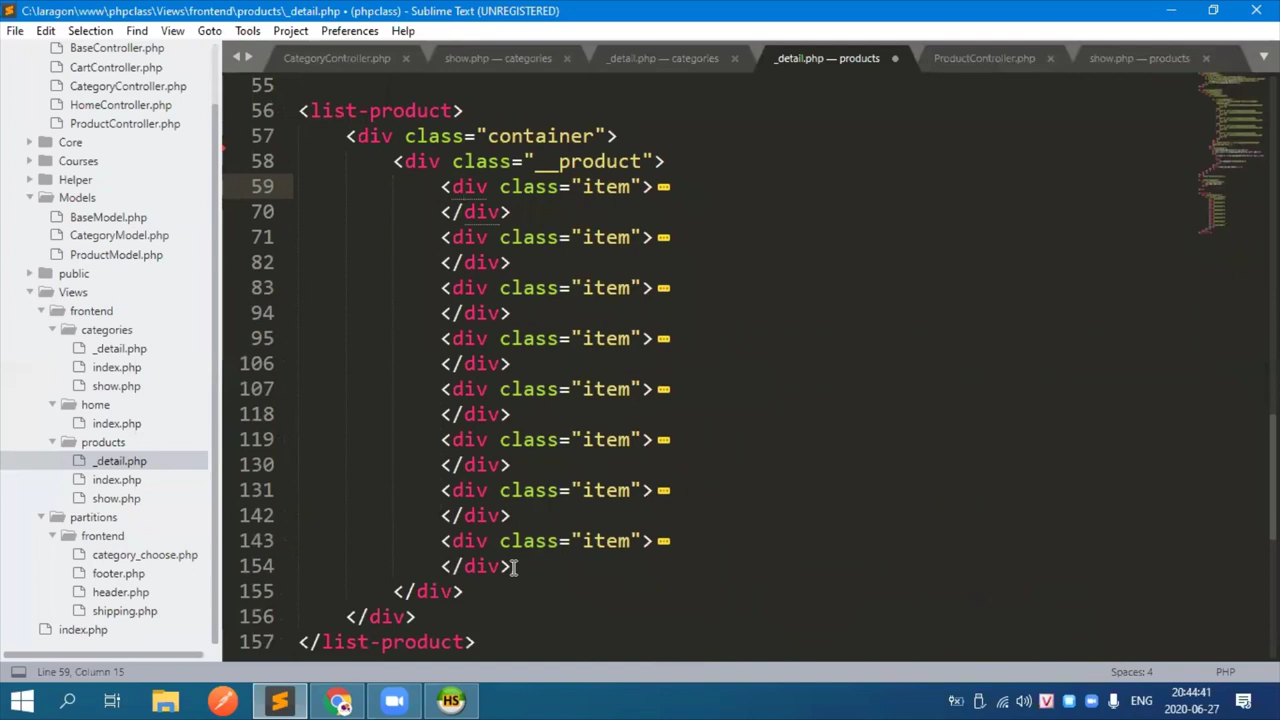 C:\laragon\www\phpclass\Views\frontend\products\_detail.php • (phpclass) - Sublime Text (UNREGISTERED)
File Edit Selection Find View Goto Tools Project Preferences Help
CategoryController.php
show.php — categories
_detail.php — categories
_detail.php — products
ProductController.php
show.php — products
BaseController.php
CartController.php
CategoryController.php
HomeController.php
ProductController.php
Core
Courses
Helper
Models
BaseModel.php
CategoryModel.php
ProductModel.php
public
Views
frontend
categories
_detail.php
index.php
show.php
home
index.php
products
_detail.php
index.php
show.php
partitions
frontend
category_choose.php
footer.php
header.php
shipping.php
index.php
55
56 <list-product>
57 <div class="container">
58 <div class="__product">
59 <div class="item">
70 </div>
71 <div class="item">
82 </div>
83 <div class="item">
94 </div>
95 <div class="item">
106 </div>
107 <div class="item">
118 </div>
119 <div class="item">
130 </div>
131 <div class="item">
142 </div>
143 <div class="item">
154 </div>
155 </div>
156 </div>
157 </list-product>
Line 59, Column 15
Spaces: 4
PHP
HS
V
ENG
20:44:41
2020-06-27